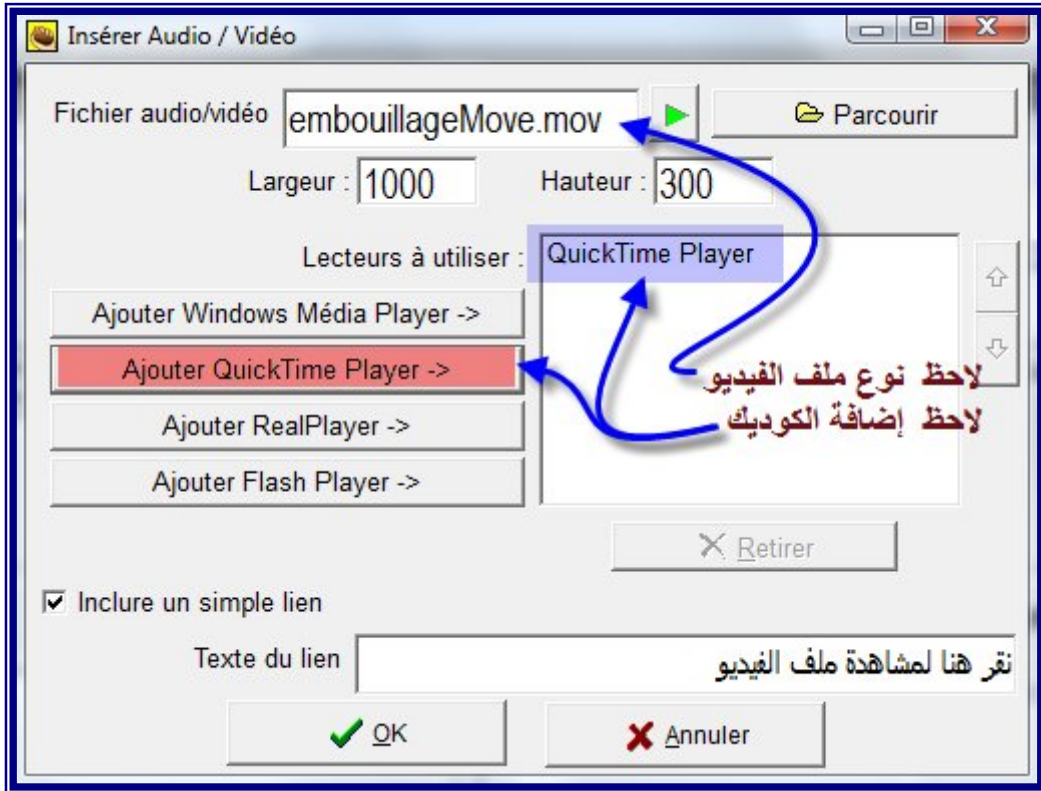 Insérer Audio / Vidéo
Fichier audio/vidéo embouillageMove.mov Parcourir
Largeur : 1000 Hauteur : 300
Lecteurs à utiliser : QuickTime Player
Ajouter Windows Média Player ->
Ajouter QuickTime Player ->
لاحظ نوع ملف الفيديو
لاحظ إضافة الكوديك
Ajouter RealPlayer ->
Ajouter Flash Player ->
Retirer
Inclure un simple lien
Texte du lien نقر هنا لمشاهدة ملف الفيديو
OK Annuler